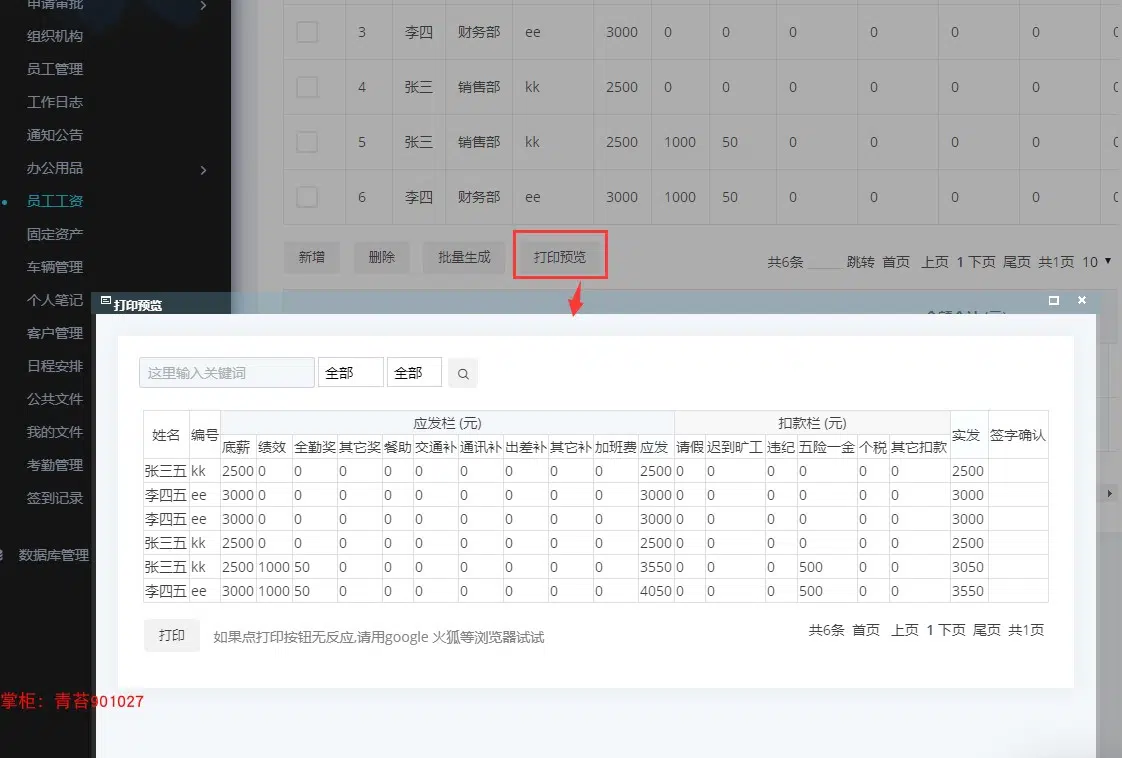 申请审批
组织机构
员工管理
工作日志
通知公告
办公用品
员工工资
固定资产
车辆管理
个人笔记
客户管理
日程安排
公共文件
我的文件
考勤管理
签到记录
数据库管理
3 李四 财务部 ee 3000 0 0 0 0 0 0
4 张三 销售部 kk 2500 0 0 0 0 0 0
5 张三 销售部 kk 2500 1000 50 0 0 0 0
6 李四 财务部 ee 3000 1000 50 0 0 0 0
新增 删除 批量生成 打印预览
共6条 跳转 首页 上页 1 下页 尾页 共1页 10
打印预览
这里输入关键词 全部 全部
姓名 编号 应发栏 (元) 扣款栏 (元) 实发 签字确认
底薪 绩效 全勤奖 其它奖 餐助 交通补 通讯补 出差补 其它补 加班费 应发 请假 迟到旷工 违纪 五险一金 个税 其它扣款
张三五 kk 2500 0 0 0 0 0 0 0 0 0 2500 0 0 0 0 0 0 2500
李四五 ee 3000 0 0 0 0 0 0 0 0 0 3000 0 0 0 0 0 0 3000
李四五 ee 3000 0 0 0 0 0 0 0 0 0 3000 0 0 0 0 0 0 3000
张三五 kk 2500 0 0 0 0 0 0 0 0 0 2500 0 0 0 0 0 0 2500
张三五 kk 2500 1000 50 0 0 0 0 0 0 0 3550 0 0 0 500 0 0 3050
李四五 ee 3000 1000 50 0 0 0 0 0 0 0 4050 0 0 0 500 0 0 3550
打印 如果点打印按钮无反应,请用google 火狐等浏览器试试
共6条 首页 上页 1 下页 尾页 共1页
掌柜：青苔901027